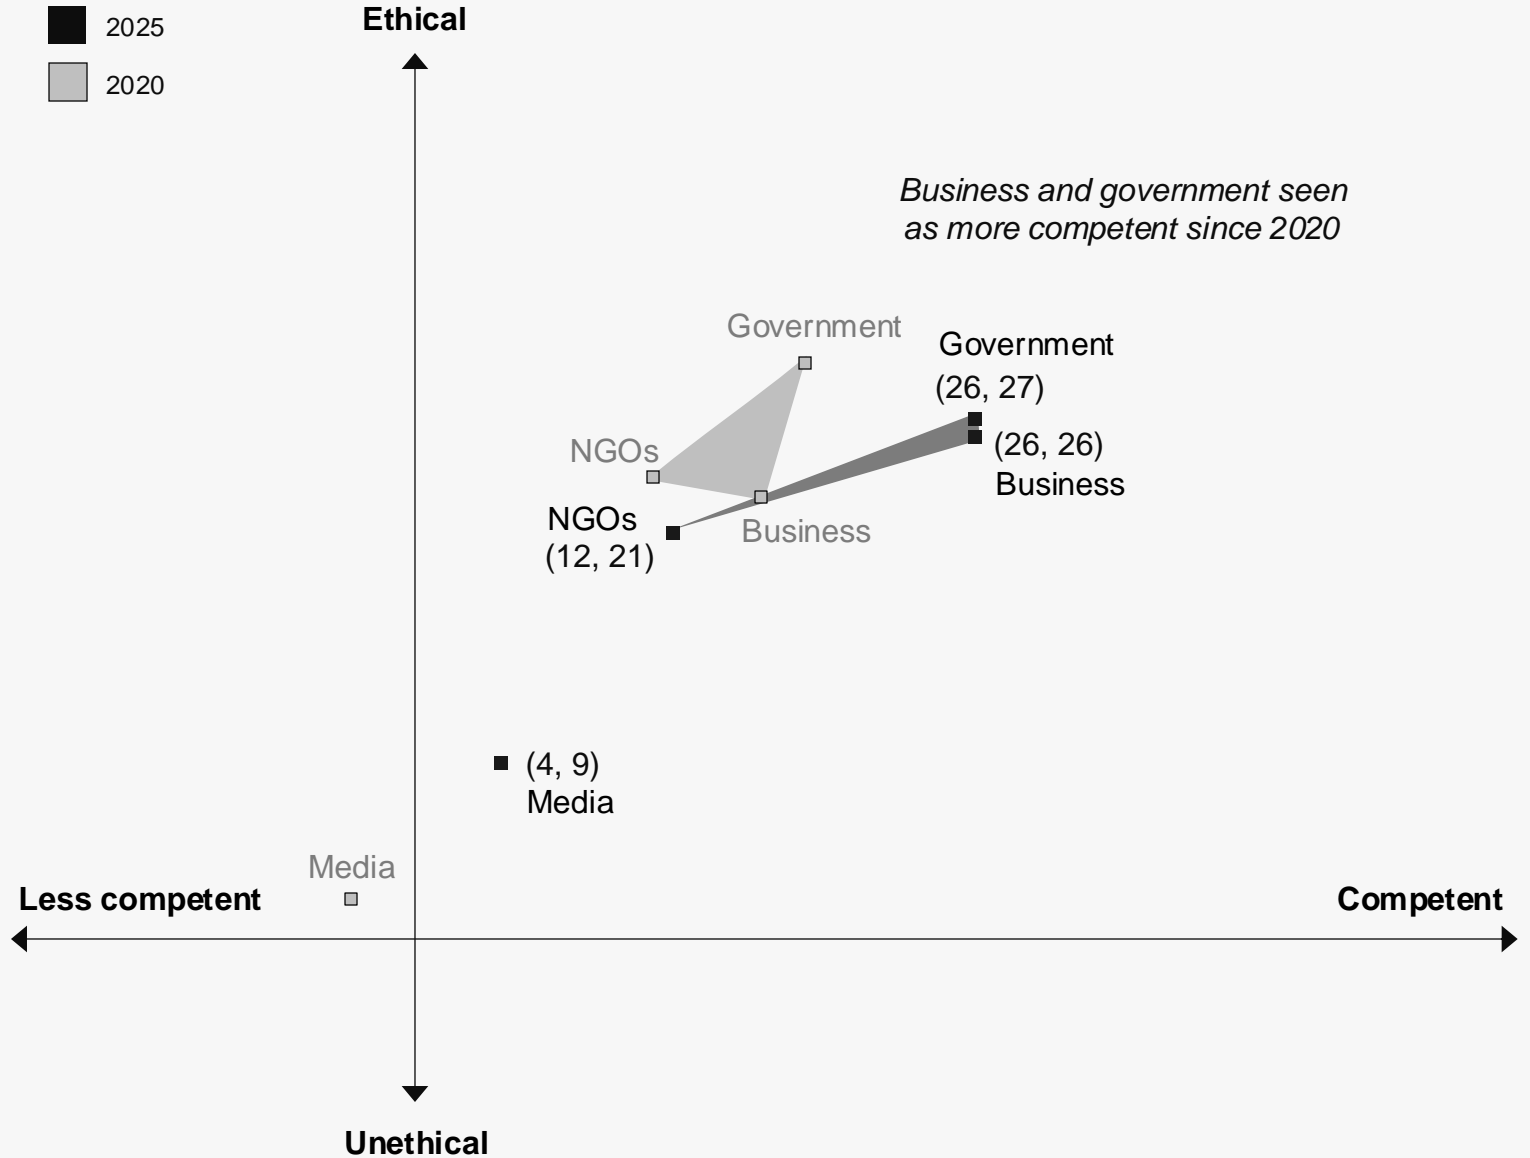 2025
2020
Ethical
Business and government seen
as more competent since 2020
Government
Government
(26, 27)
NGOs
(26, 26)
Business
NGOs
(12, 21)
Business
(4, 9)
Media
Media
Less competent
Competent
Unethical